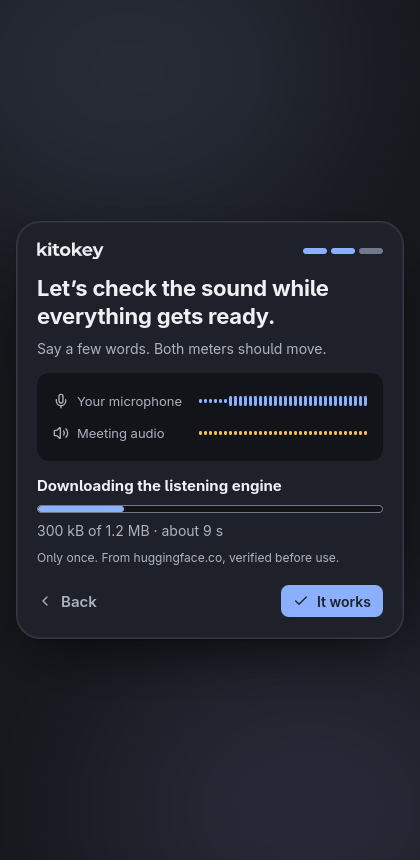 kitokey
Let’s check the sound while
everything gets ready.
Say a few words. Both meters should move.
Your microphone
Meeting audio
Downloading the listening engine
300 kB of 1.2 MB · about 9 s
Only once. From huggingface.co, verified before use.
Back
It works